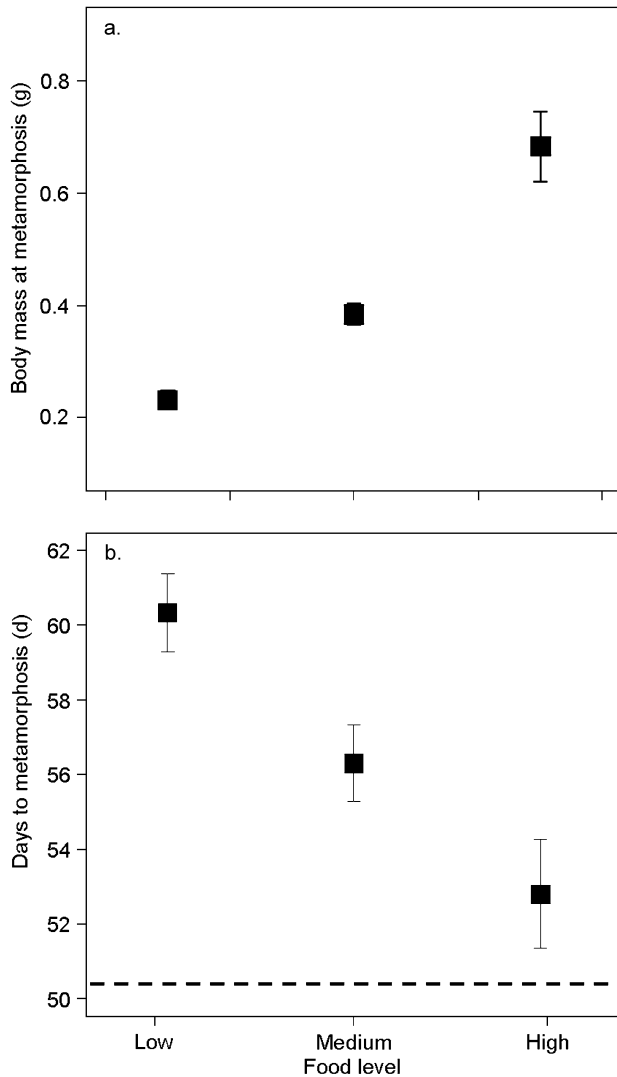 a.
Body mass at metamorphosis (g)
0.8
0.6
0.4
0.2
b.
Days to metamorphosis (d)
62
60
58
56
54
52
50
Low Medium High
Food level